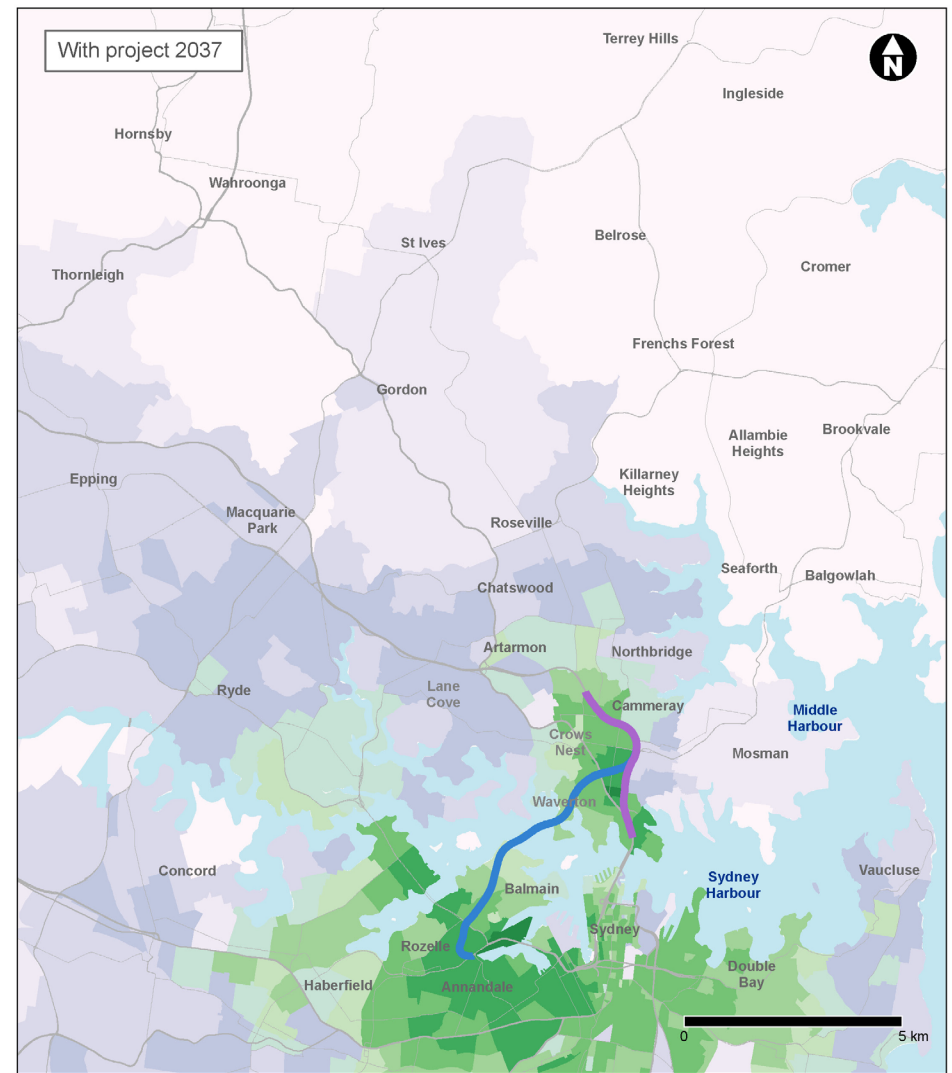 With project 2037
Terrey Hills
N
Ingleside
Hornsby
Wahroonga
Belrose
St Ives
Cromer
Thornleigh
Frenchs Forest
Gordon
Allambie
Heights
Brookvale
Epping
Killarney
Heights
Macquarie
Park
Roseville
Seaforth
Balgowlah
Chatswood
Artarmon
Northbridge
Lane
Cove
Ryde
Cammeray
Middle
Harbour
Crows
Nest
Mosman
Waverton
Concord
Vaucluse
Sydney
Harbour
Balmain
Sydney
Rozelle
Double
Bay
Haberfield
Annandale
0
5 km